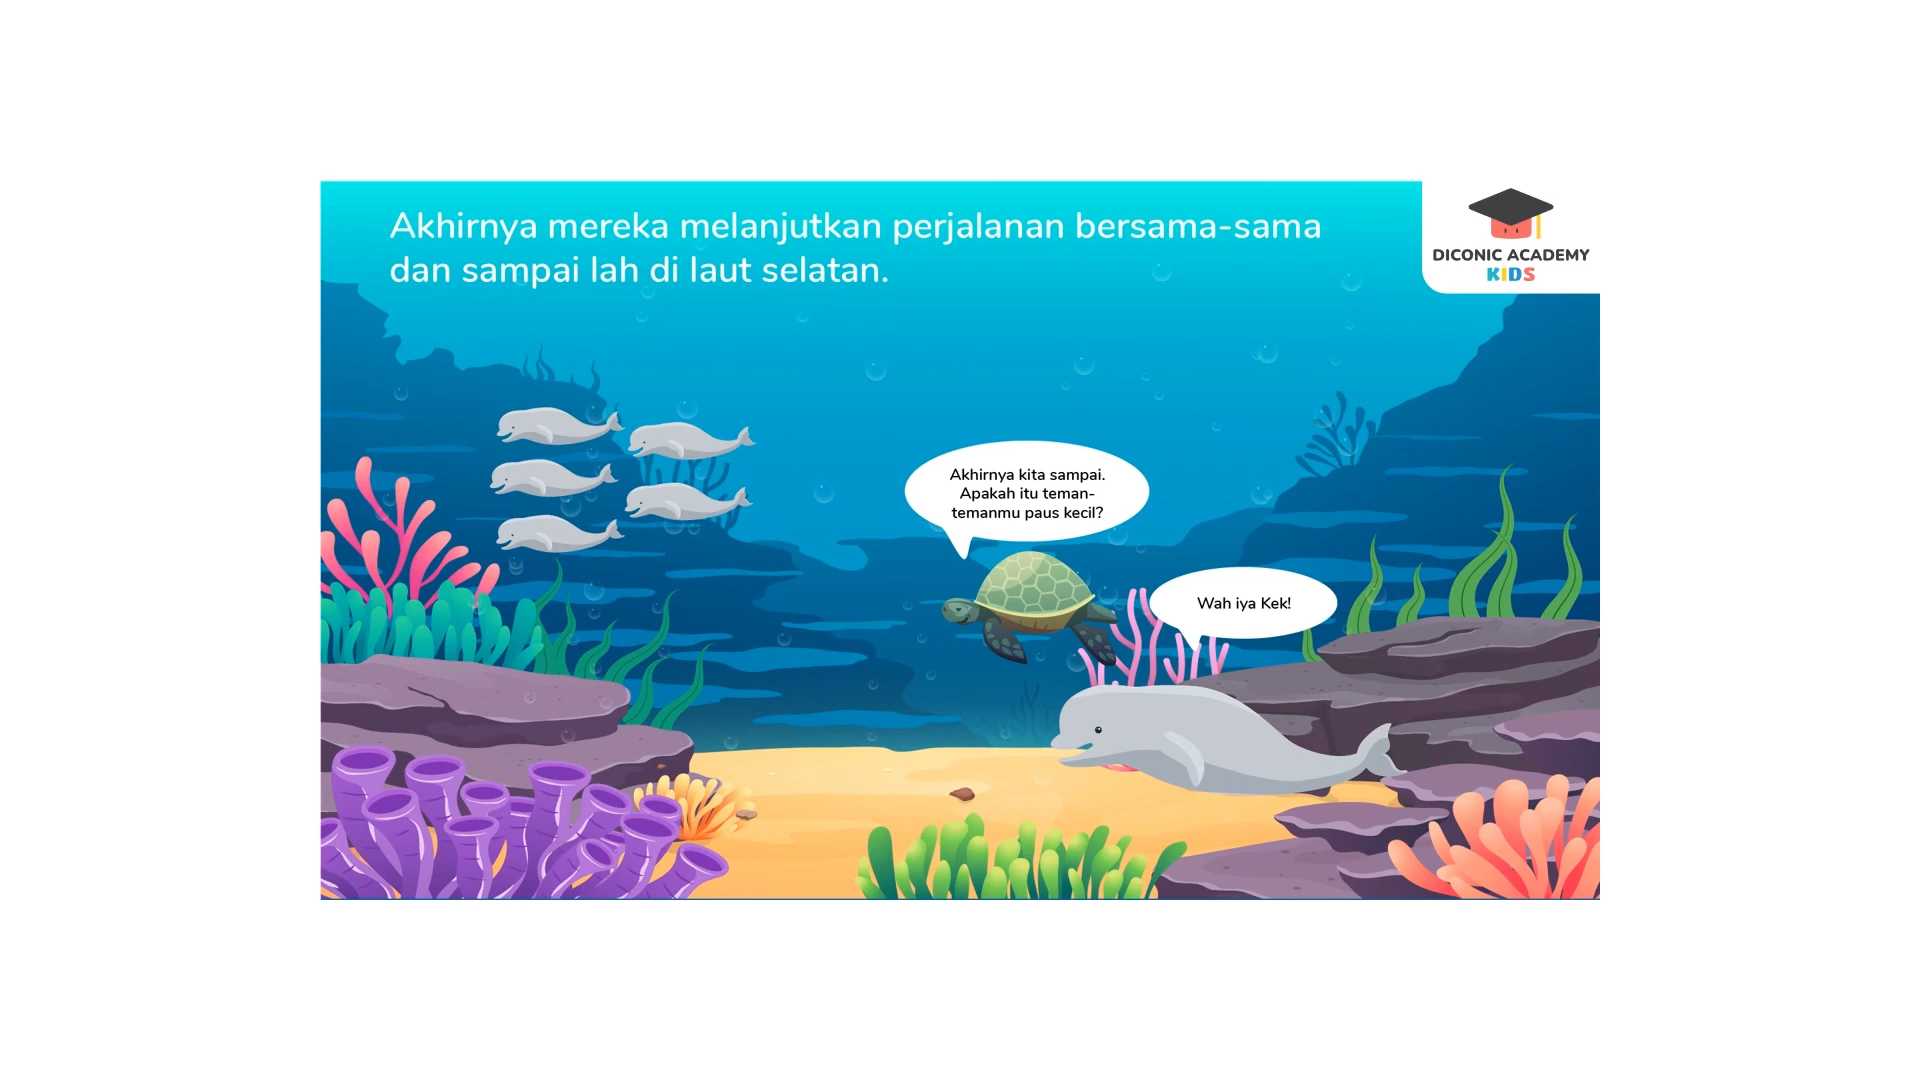 Akhirnya mereka melanjutkan perjalanan bersama-sama
dan sampai lah di laut selatan.
DICONIC ACADEMY
KIDS
Akhirnya kita sampai.
Apakah itu teman-
temanmu paus kecil?
Wah iya Kek!